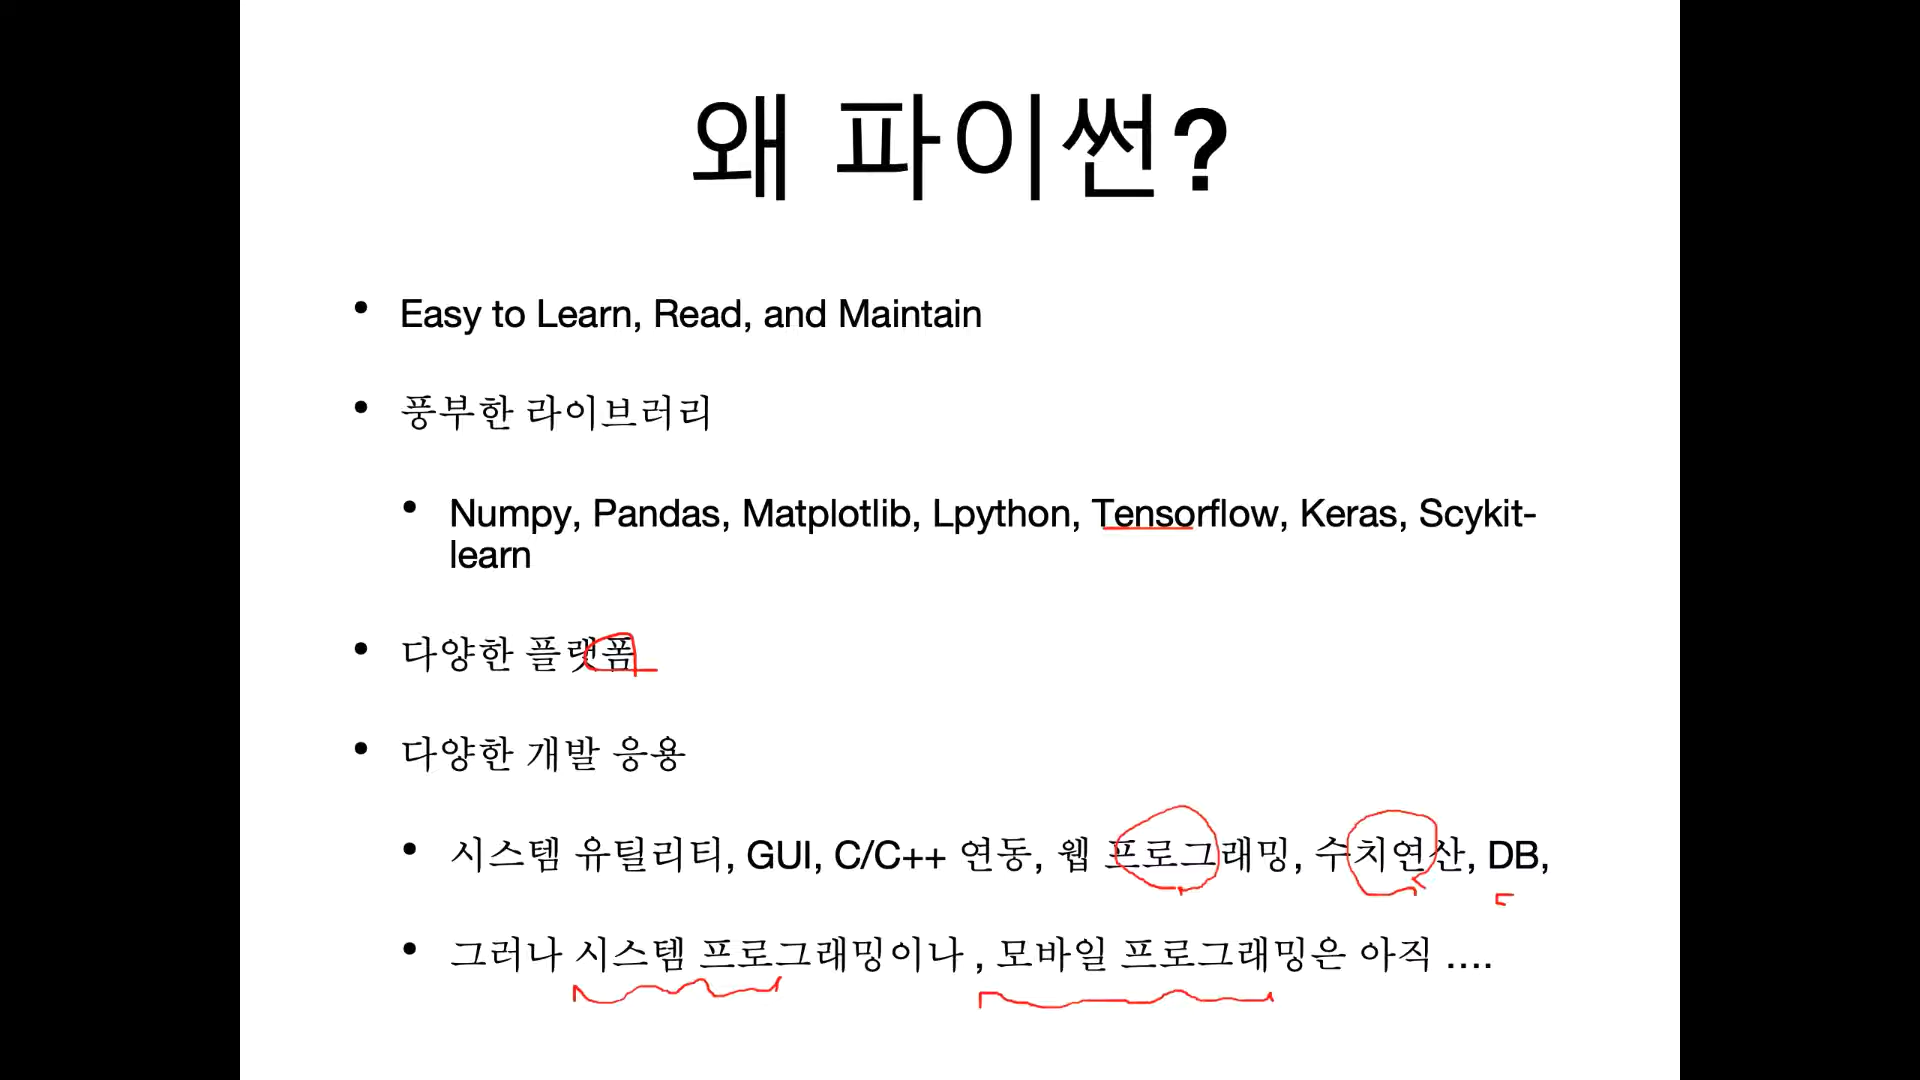 왜 파이썬?
• Easy to Learn, Read, and Maintain
• 풍부한 라이브러리
• Numpy, Pandas, Matplotlib, Lpython, Tensorflow, Keras, Scykit-
learn
• 다양한 플랫폼
• 다양한 개발 응용
• 시스템 유틸리티, GUI, C/C++ 연동, 웹 프로그래밍, 수치연산, DB,
• 그러나 시스템 프로그래밍이나 , 모바일 프로그래밍은 아직 ....